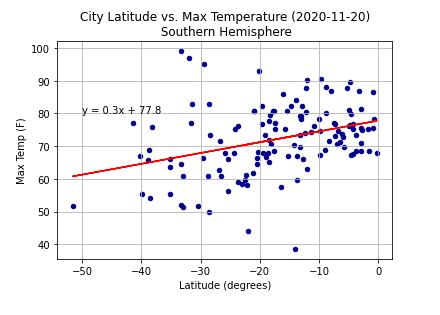 City Latitude vs. Max Temperature (2020-11-20)
Southern Hemisphere
100
90
80
70
60
50
40
y = 0.3x + 77.8
Max Temp (F)
−50 −40 −30 −20 −10 0
Latitude (degrees)